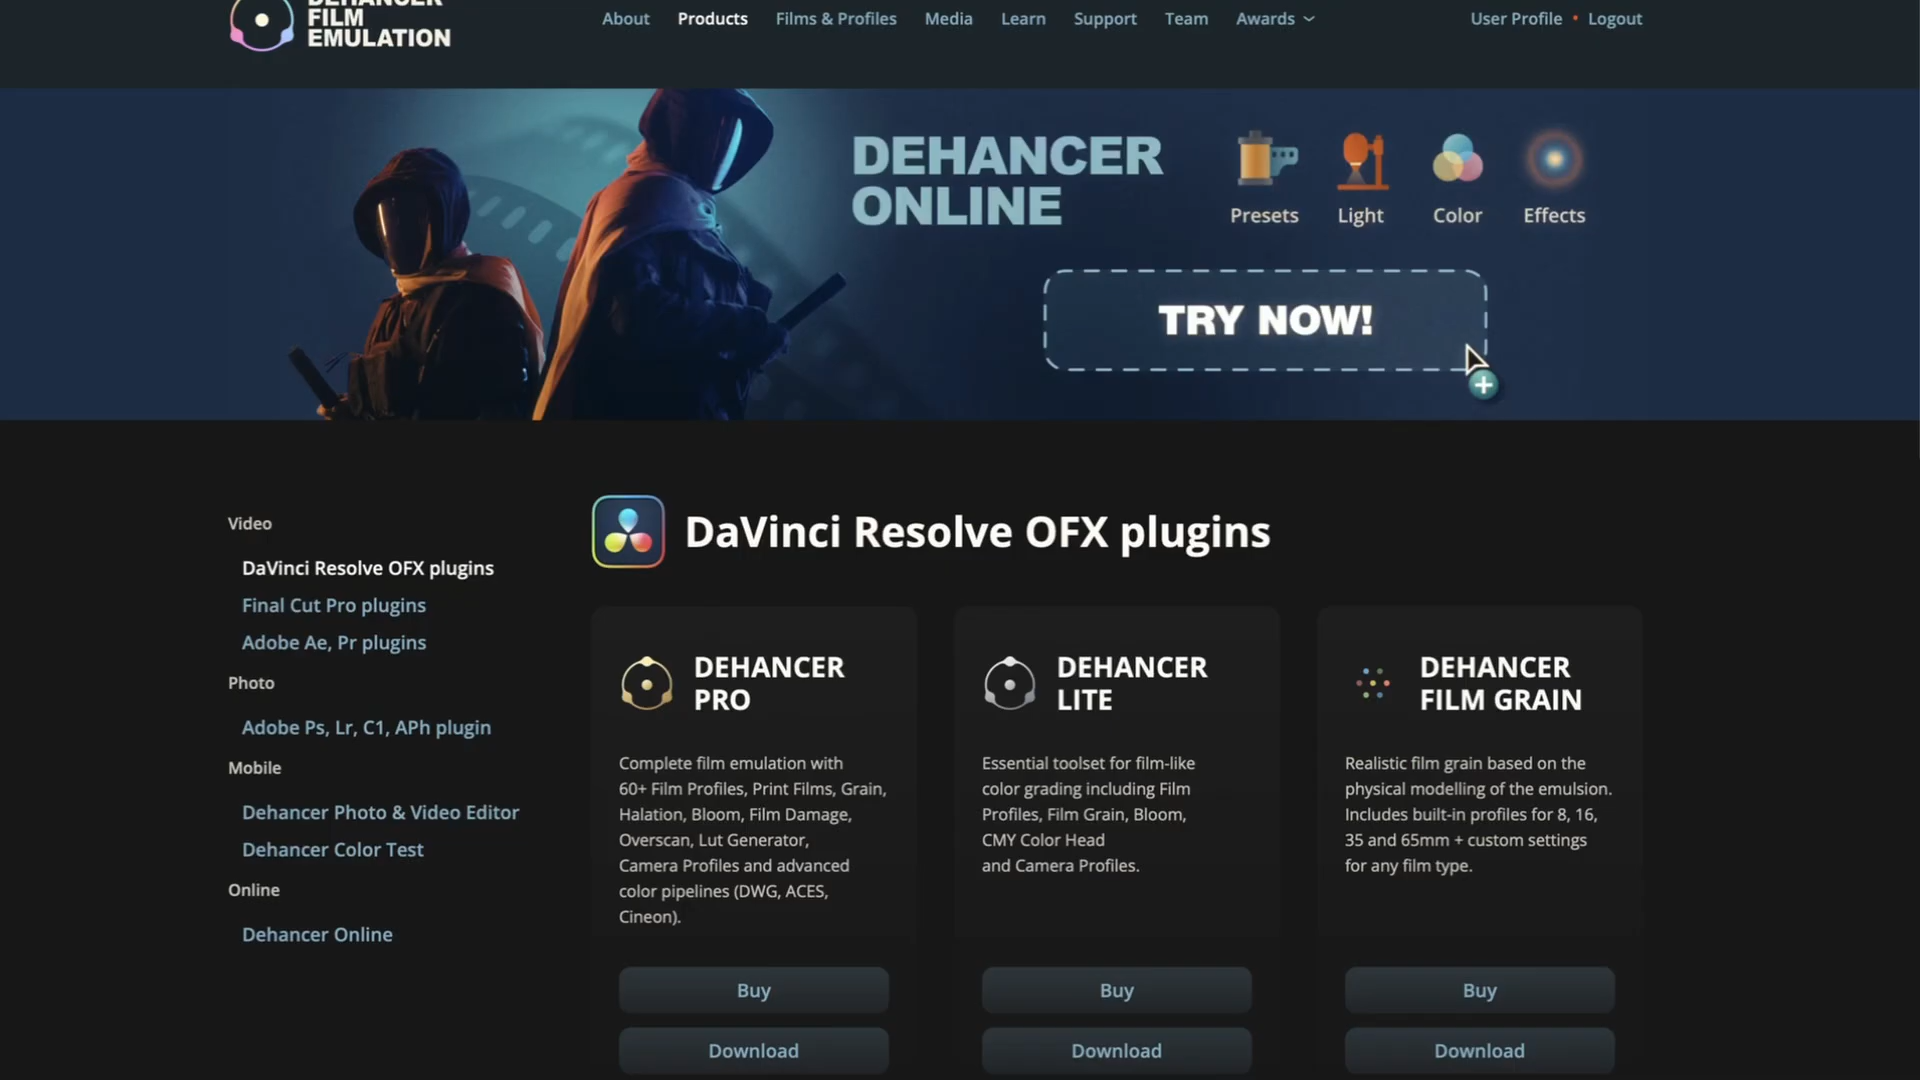 DEHANCER
FILM
EMULATION
About
Products
Films & Profiles
Media
Learn
Support
Team
Awards
User Profile • Logout
DEHANCER
ONLINE
Presets
Light
Color
Effects
TRY NOW!
Video
DaVinci Resolve OFX plugins
Final Cut Pro plugins
Adobe Ae, Pr plugins
Photo
Adobe Ps, Lr, C1, APh plugin
Mobile
Dehancer Photo & Video Editor
Dehancer Color Test
Online
Dehancer Online
DaVinci Resolve OFX plugins
DEHANCER
PRO
Complete film emulation with
60+ Film Profiles, Print Films, Grain,
Halation, Bloom, Film Damage,
Overscan, Lut Generator,
Camera Profiles and advanced
color pipelines (DWG, ACES,
Cineon).
Buy
Download
DEHANCER
LITE
Essential toolset for film-like
color grading including Film
Profiles, Film Grain, Bloom,
CMY Color Head
and Camera Profiles.
Buy
Download
DEHANCER
FILM GRAIN
Realistic film grain based on the
physical modelling of the emulsion.
Includes built-in profiles for 8, 16,
35 and 65mm + custom settings
for any film type.
Buy
Download